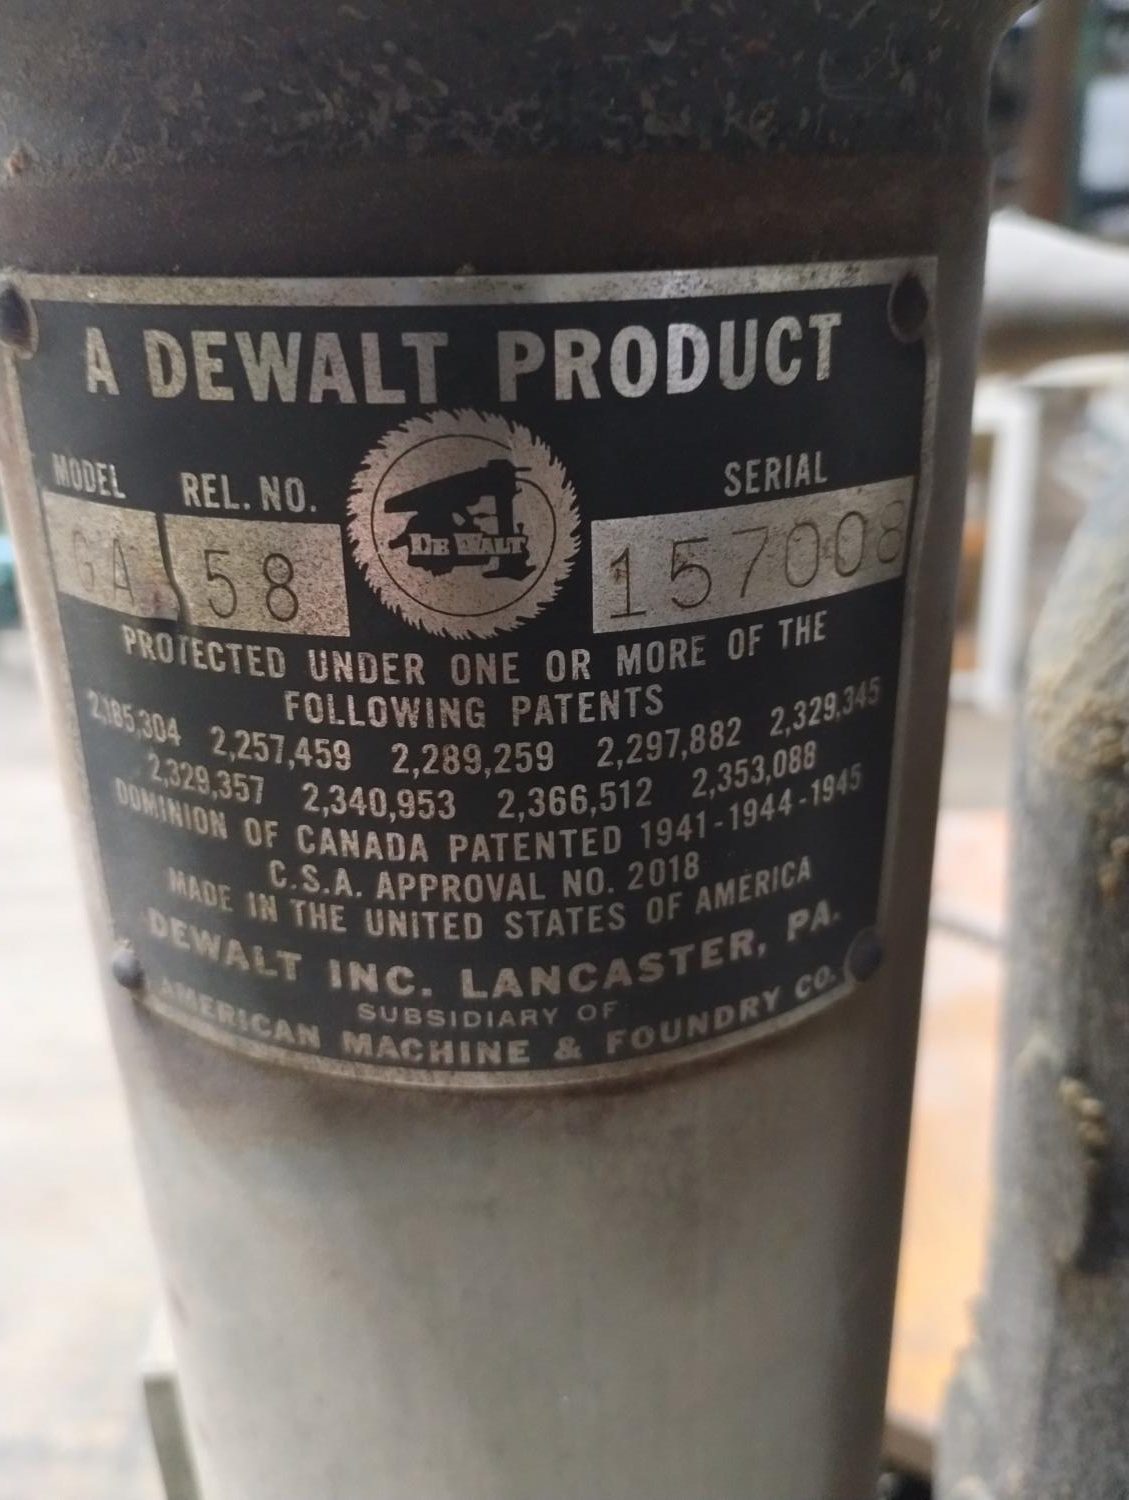 A DEWALT PRODUCT
MODEL REL. NO. SERIAL
GA 58 DE WALT 157008
PROTECTED UNDER ONE OR MORE OF THE
FOLLOWING PATENTS
2,185,304 2,257,459 2,289,259 2,297,882 2,329,345
2,329,357 2,340,953 2,366,512 2,353,088
DOMINION OF CANADA PATENTED 1941-1944-1945
C.S.A. APPROVAL NO. 2018
MADE IN THE UNITED STATES OF AMERICA
DEWALT INC. LANCASTER, PA.
SUBSIDIARY OF
AMERICAN MACHINE & FOUNDRY CO.